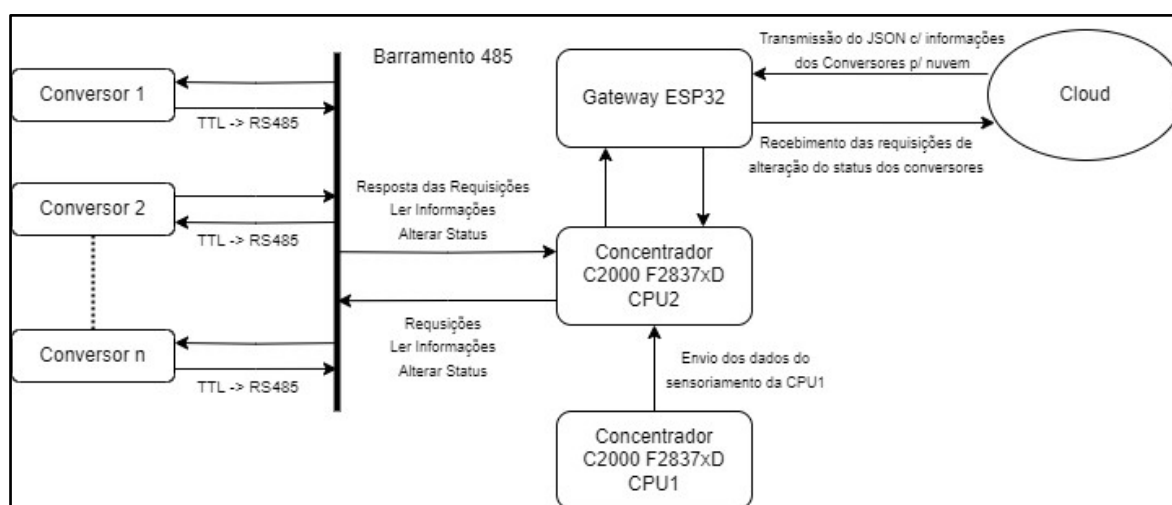 Conversor 1
TTL -> RS485
Conversor 2
TTL -> RS485
Conversor n
TTL -> RS485
Barramento 485
Resposta das Requisições
Ler Informações
Alterar Status
Requsições
Ler Informações
Alterar Status
Gateway ESP32
Transmissão do JSON c/ informações
dos Conversores p/ nuvem
Cloud
Recebimento das requisições de
alteração do status dos conversores
Concentrador
C2000 F2837xD
CPU2
Envio dos dados do
sensoriamento da CPU1
Concentrador
C2000 F2837xD
CPU1